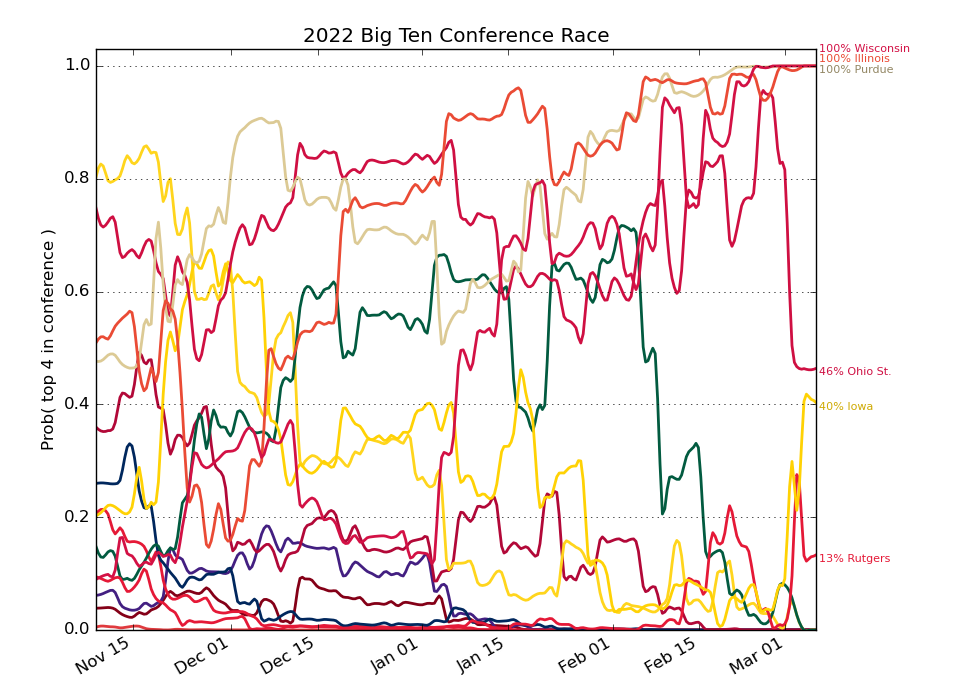 2022 Big Ten Conference Race
100% Wisconsin
100% Illinois
100% Purdue
46% Ohio St.
40% Iowa
13% Rutgers
Prob( top 4 in conference )
1.0
0.8
0.6
0.4
0.2
0.0
Nov 15
Dec 01
Dec 15
Jan 01
Jan 15
Feb 01
Feb 15
Mar 01